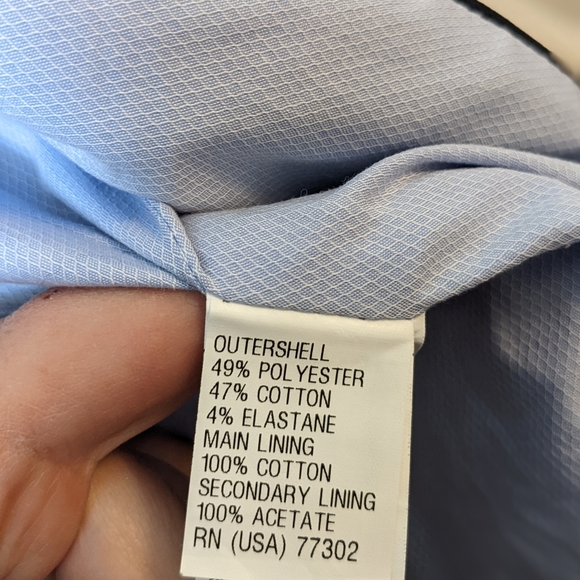 OUTERSHELL
49% POLYESTER
47% COTTON
4% ELASTANE
MAIN LINING
100% COTTON
SECONDARY LINING
100% ACETATE
RN (USA) 77302